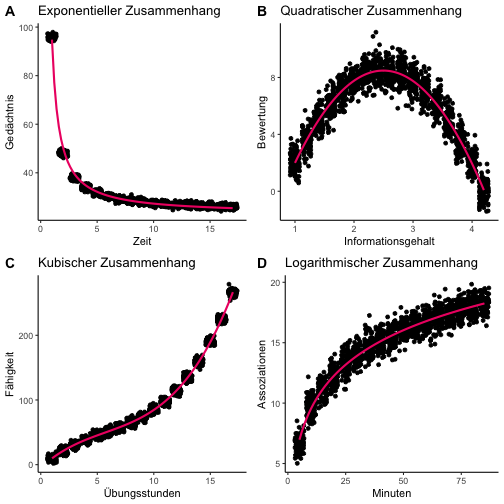 A Exponentieller Zusammenhang
100
80
60
40
Gedächtnis
0 5 10 15
Zeit
B Quadratischer Zusammenhang
8
4
0
Bewertung
1 2 3 4
Informationsgehalt
C Kubischer Zusammenhang
200
100
0
Fähigkeit
0 5 10 15
Übungsstunden
D Logarithmischer Zusammenhang
20
15
10
5
Assoziationen
0 25 50 75
Minuten